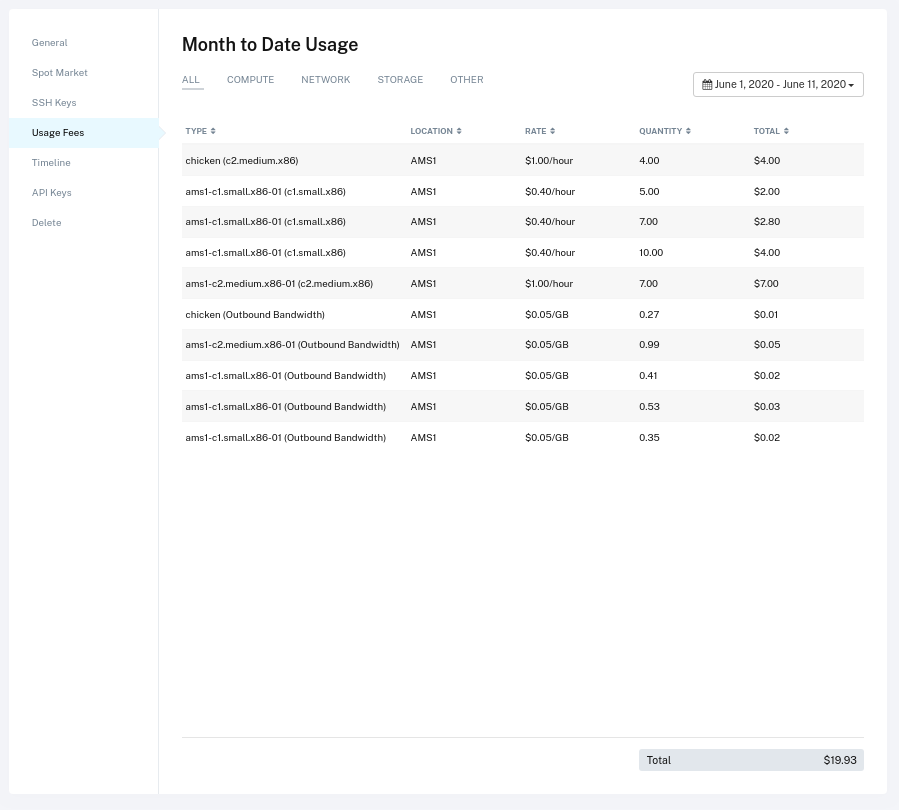 General
Spot Market
SSH Keys
Usage Fees
Timeline
API Keys
Delete
Month to Date Usage
ALL COMPUTE NETWORK STORAGE OTHER
June 1, 2020 - June 11, 2020
TYPE LOCATION RATE QUANTITY TOTAL
chicken (c2.medium.x86) AMS1 $1.00/hour 4.00 $4.00
ams1-c1.small.x86-01 (c1.small.x86) AMS1 $0.40/hour 5.00 $2.00
ams1-c1.small.x86-01 (c1.small.x86) AMS1 $0.40/hour 7.00 $2.80
ams1-c1.small.x86-01 (c1.small.x86) AMS1 $0.40/hour 10.00 $4.00
ams1-c2.medium.x86-01 (c2.medium.x86) AMS1 $1.00/hour 7.00 $7.00
chicken (Outbound Bandwidth) AMS1 $0.05/GB 0.27 $0.01
ams1-c2.medium.x86-01 (Outbound Bandwidth) AMS1 $0.05/GB 0.99 $0.05
ams1-c1.small.x86-01 (Outbound Bandwidth) AMS1 $0.05/GB 0.41 $0.02
ams1-c1.small.x86-01 (Outbound Bandwidth) AMS1 $0.05/GB 0.53 $0.03
ams1-c1.small.x86-01 (Outbound Bandwidth) AMS1 $0.05/GB 0.35 $0.02
Total $19.93